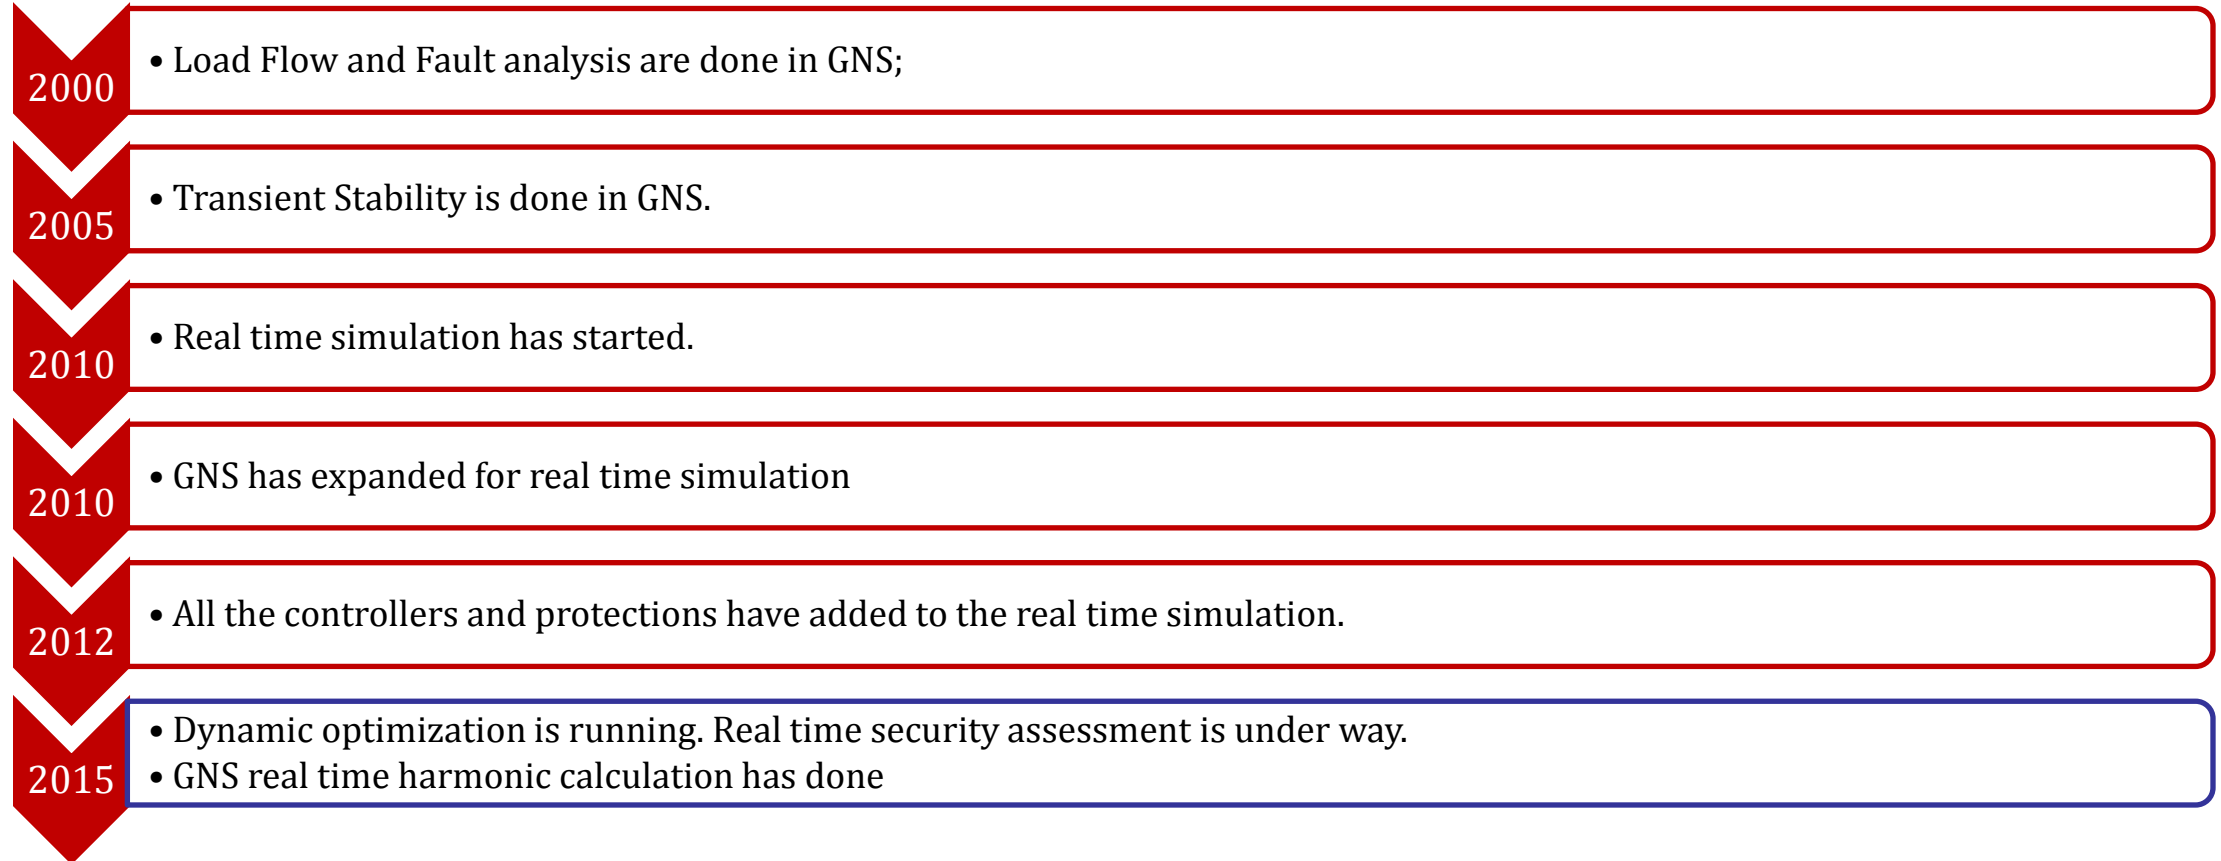 2000
• Load Flow and Fault analysis are done in GNS;
2005
• Transient Stability is done in GNS.
2010
• Real time simulation has started.
2010
• GNS has expanded for real time simulation
2012
• All the controllers and protections have added to the real time simulation.
2015
• Dynamic optimization is running. Real time security assessment is under way.
• GNS real time harmonic calculation has done